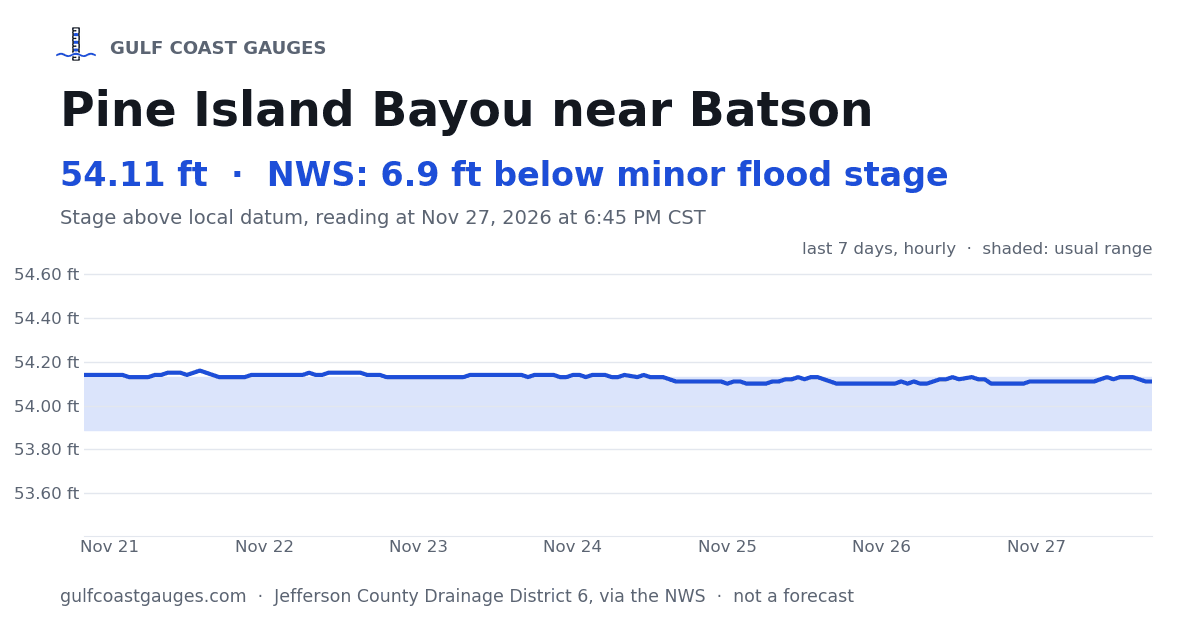 GULF COAST GAUGES
Pine Island Bayou near Batson
54.11 ft · NWS: 6.9 ft below minor flood stage
Stage above local datum, reading at Nov 27, 2026 at 6:45 PM CST
last 7 days, hourly · shaded: usual range
54.60 ft
54.40 ft
54.20 ft
54.00 ft
53.80 ft
53.60 ft
Nov 21 Nov 22 Nov 23 Nov 24 Nov 25 Nov 26 Nov 27
gulfcoastgauges.com · Jefferson County Drainage District 6, via the NWS · not a forecast